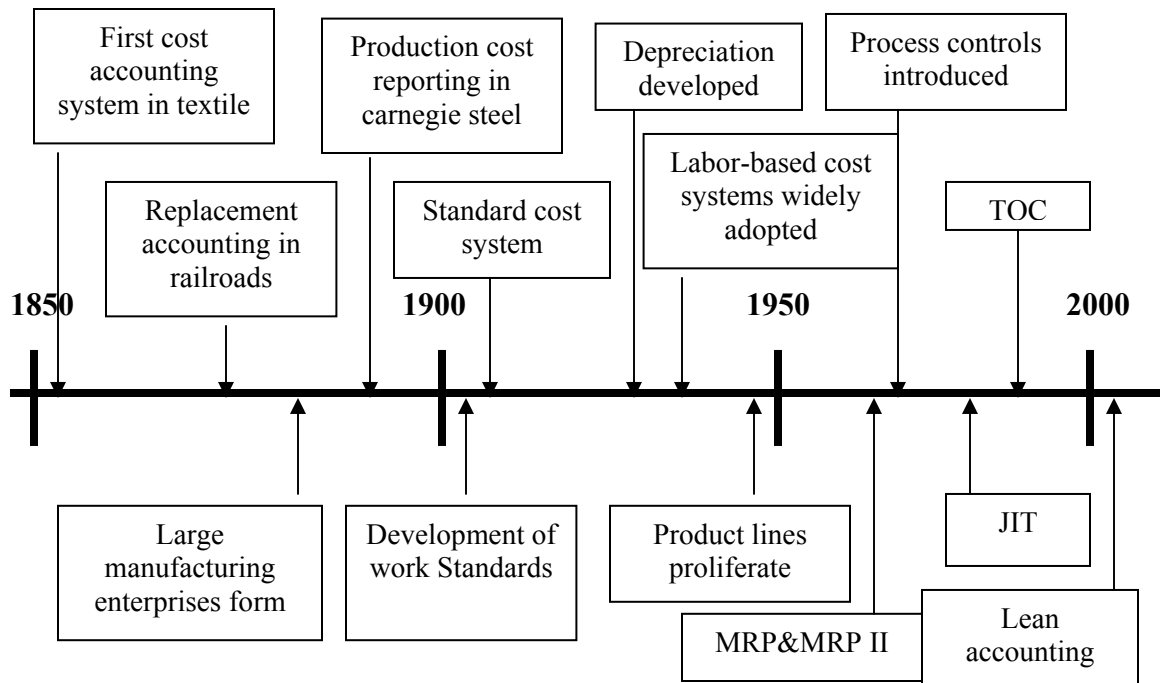 First cost
accounting
system in textile
Production cost
reporting in
carnegie steel
Depreciation
developed
Process controls
introduced
Replacement
accounting in
railroads
Standard cost
system
Labor-based cost
systems widely
adopted
TOC
1850
1900
1950
2000
Large
manufacturing
enterprises form
Development of
work Standards
Product lines
proliferate
MRP&MRP II
JIT
Lean
accounting